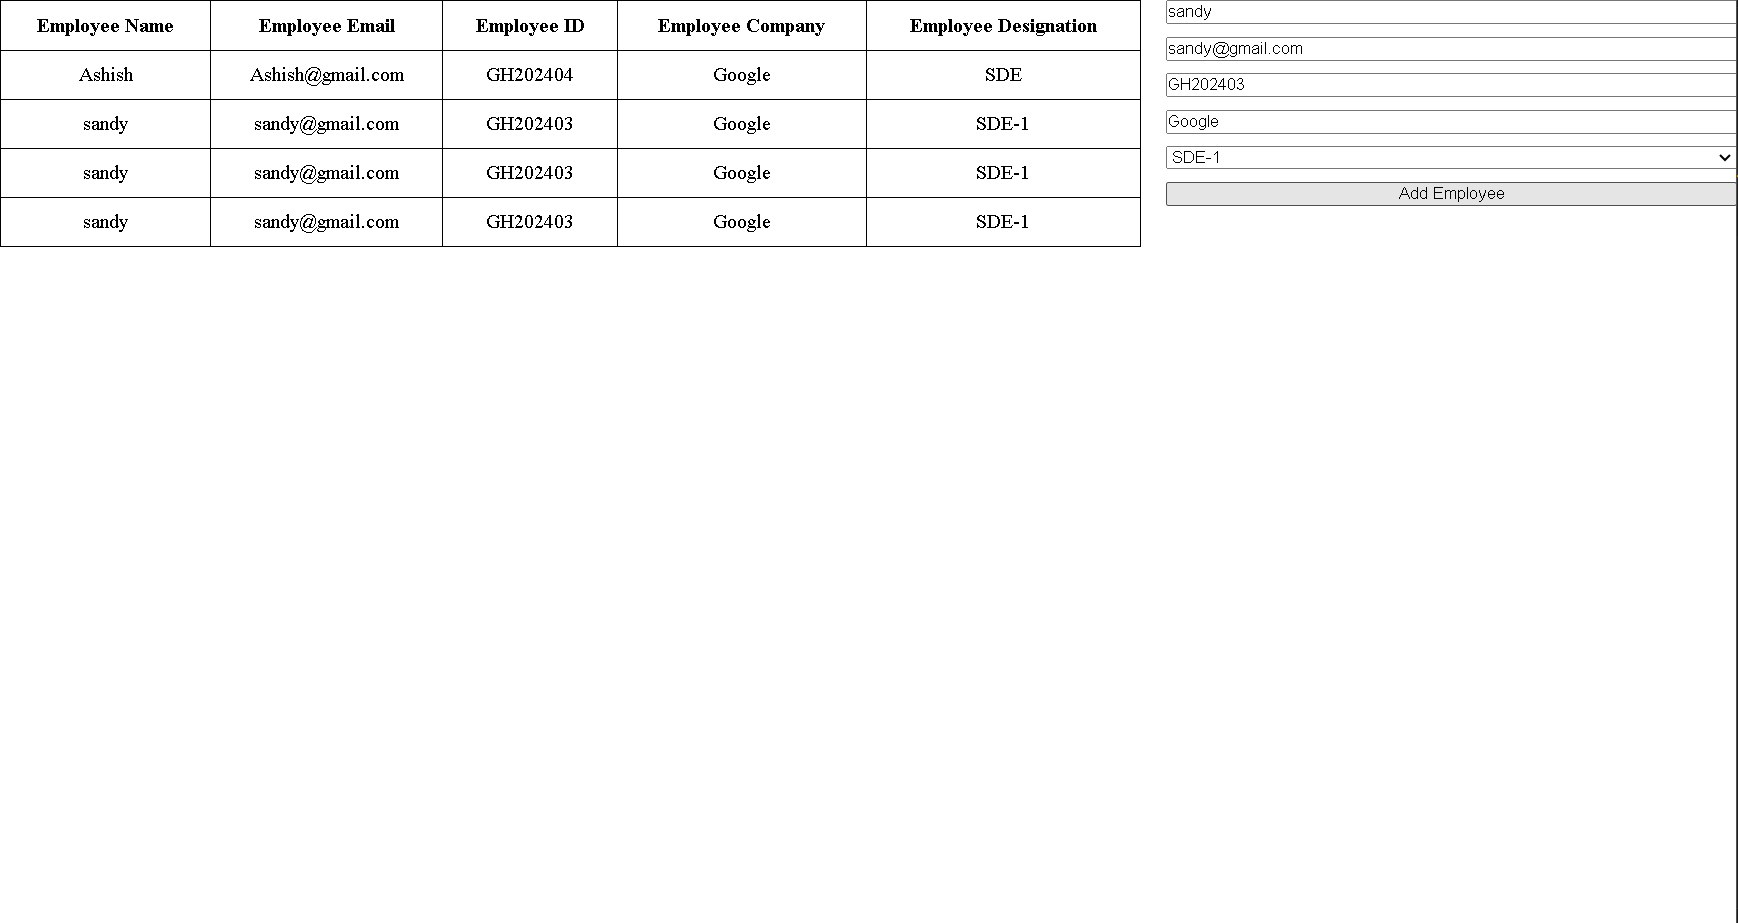 Employee Name Employee Email Employee ID Employee Company Employee Designation
Ashish Ashish@gmail.com GH202404 Google SDE
sandy sandy@gmail.com GH202403 Google SDE-1
sandy sandy@gmail.com GH202403 Google SDE-1
sandy sandy@gmail.com GH202403 Google SDE-1
sandy
sandy@gmail.com
GH202403
Google
SDE-1
Add Employee